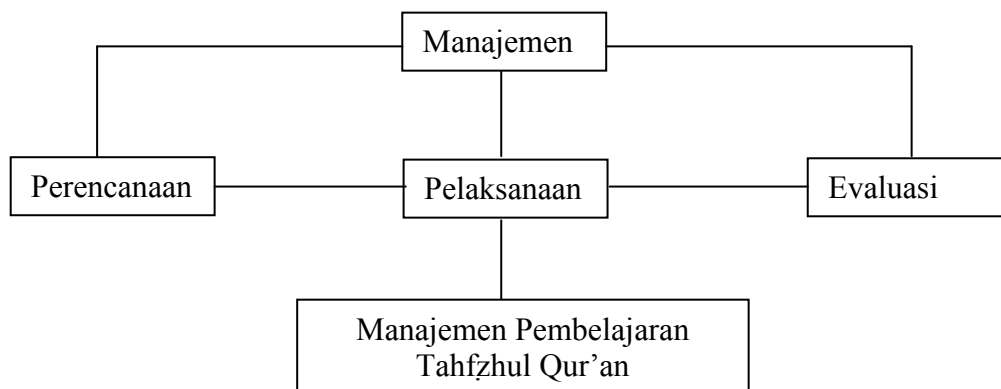 Manajemen
Perencanaan
Pelaksanaan
Evaluasi
Manajemen Pembelajaran
Tahfẓhul Qur’an